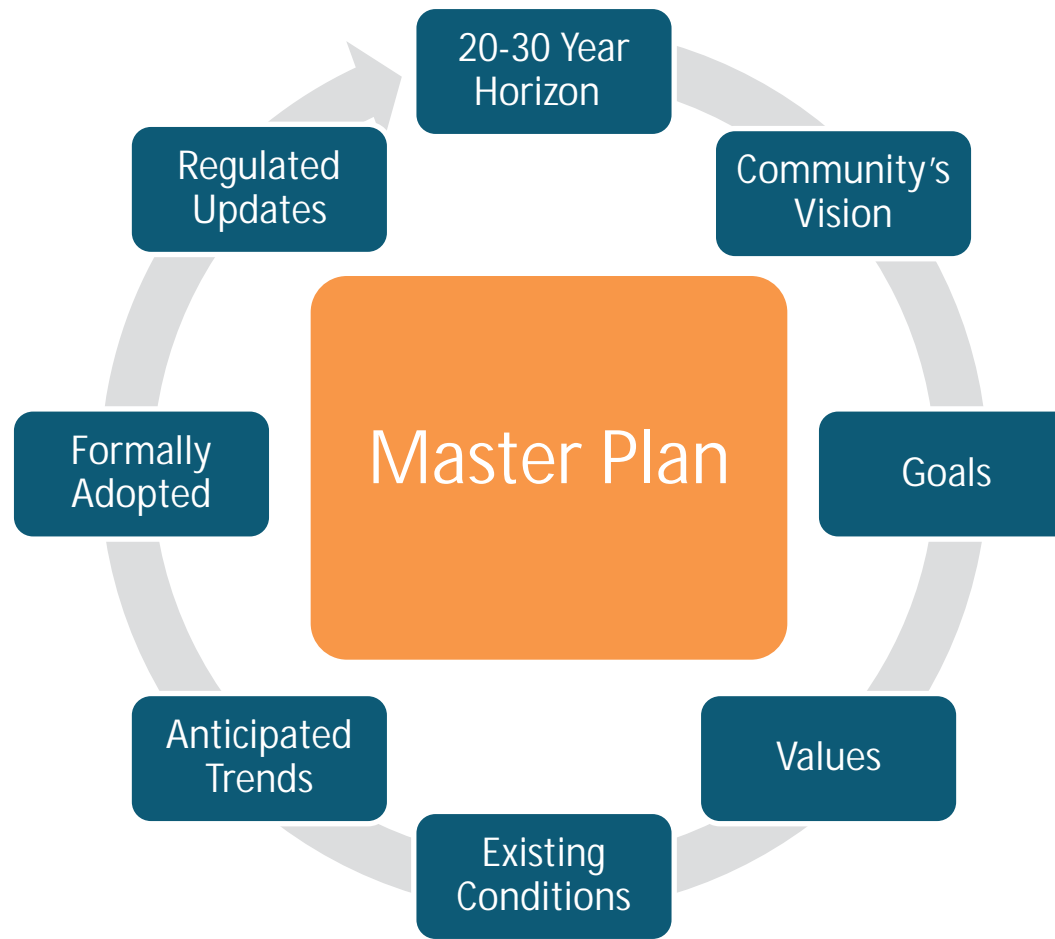 20-30 Year
Horizon
Community's
Vision
Goals
Values
Existing
Conditions
Anticipated
Trends
Formally
Adopted
Regulated
Updates
Master Plan